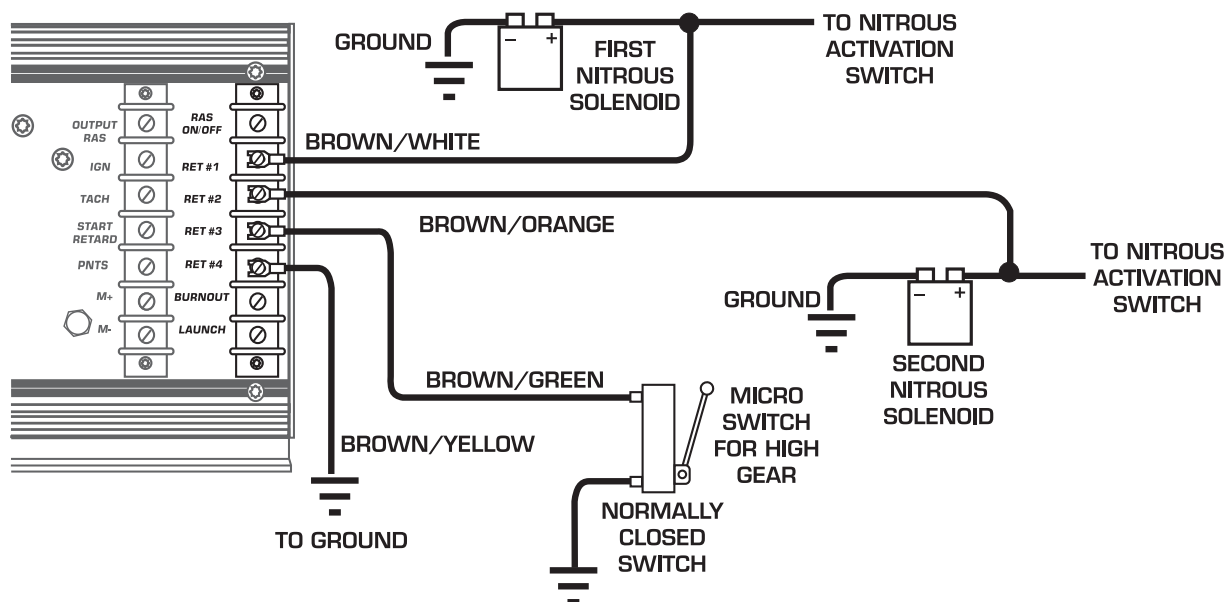 GROUND
– +
FIRST
NITROUS
SOLENOID
TO NITROUS
ACTIVATION
SWITCH
OUTPUT
RAS
IGN
TACH
START
RETARD
PNTS
M+
M-
RAS
ON/OFF
RET #1
RET #2
RET #3
RET #4
BURNOUT
LAUNCH
BROWN/WHITE
BROWN/ORANGE
BROWN/GREEN
BROWN/YELLOW
TO GROUND
GROUND
– +
SECOND
NITROUS
SOLENOID
TO NITROUS
ACTIVATION
SWITCH
MICRO
SWITCH
FOR HIGH
GEAR
NORMALLY
CLOSED
SWITCH